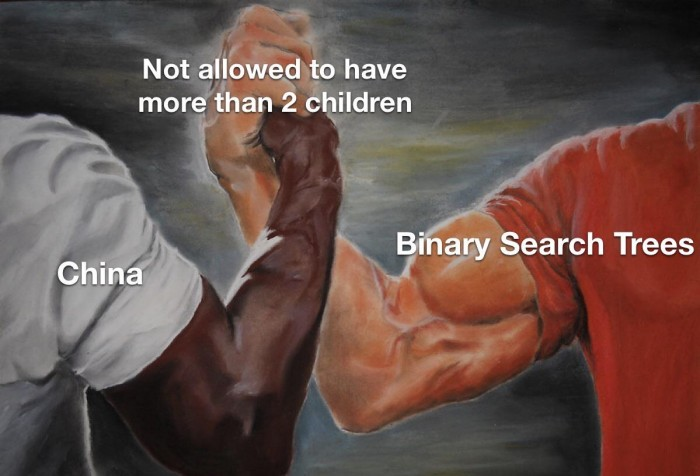 Not allowed to have
more than 2 children
Binary Search Trees
China